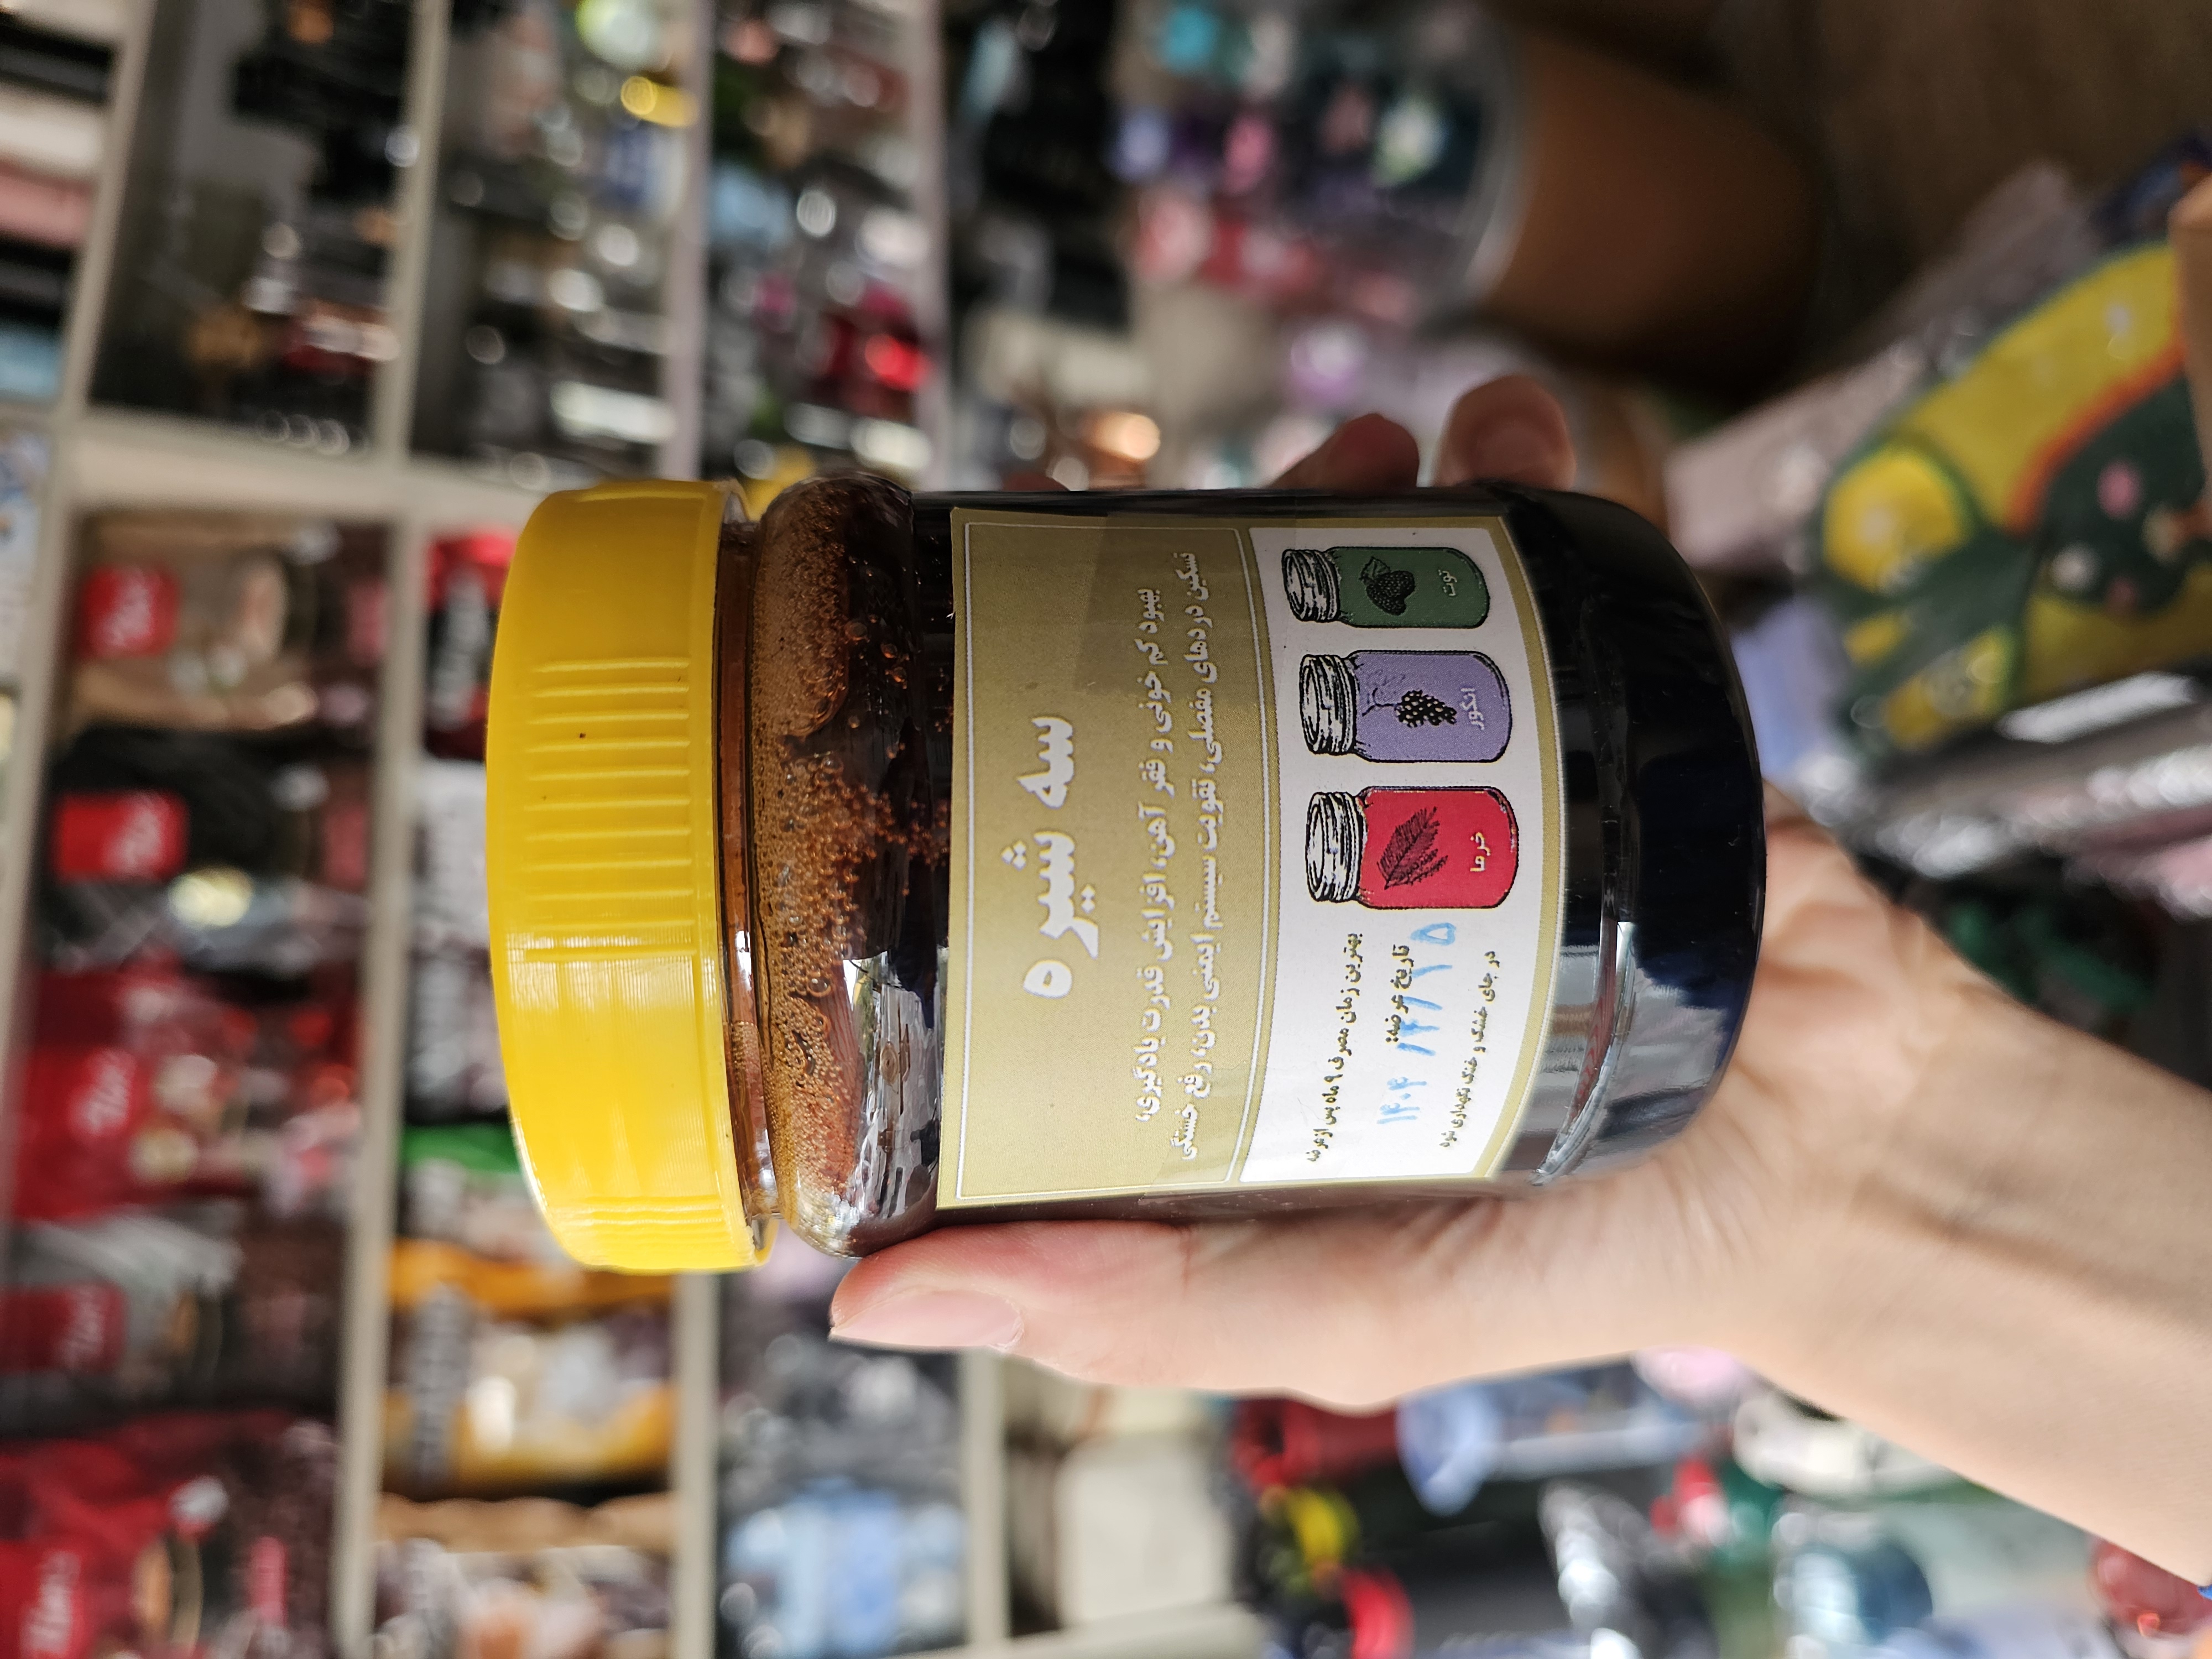 سه شیره
بهبود کم خونی و فقر آهن، افزایش قدرت یادگیری،
تسکین دردهای مفصلی، تقویت سیستم ایمنی بدن، رفع خستگی
توت
انگور
خرما
بهترین زمان مصرف ۹ ماه پس از عرضه
تاریخ عرضه:
۱۴۰۴/۱۲/۱۵
در جای خشک و خنک نگهداری شود